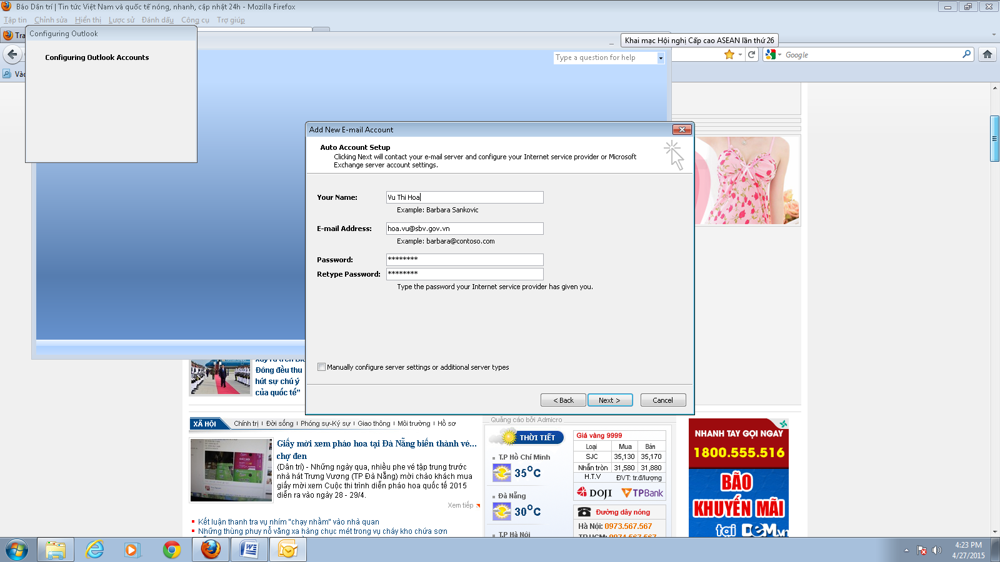 Báo Dân trí | Tin tức Việt Nam và quốc tế nóng, nhanh, cập nhật 24h - Mozilla Firefox
Tập tin Chỉnh sửa Hiển thị Lược sử Đánh dấu Công cụ Trợ giúp
Configuring Outlook
Configuring Outlook Accounts
Khai mạc Hội nghị Cấp cao ASEAN lần thứ 26
Type a question for help
Google
Add New E-mail Account
Auto Account Setup
Clicking Next will contact your e-mail server and configure your Internet service provider or Microsoft
Exchange server account settings.
Your Name: Vu Thi Hoa
Example: Barbara Sankovic
E-mail Address: hoa.vu@sbv.gov.vn
Example: barbara@contoso.com
Password: ********
Retype Password: ********
Type the password your Internet service provider has given you.
Manually configure server settings or additional server types
< Back Next > Cancel
Đông đều thu
hút sự chú ý
của quốc tế”
XÃ HỘI Chính trị Đời sống Phóng sự-Ký sự Giao thông Môi trường Hồ sơ
Giấy mời xem pháo hoa tại Đà Nẵng biến thành vé...
chợ đen
(Dân trí) - Những ngày qua, nhiều phe vé tập trung trước
nhà hát Trưng Vương (TP Đà Nẵng) mời chào khách mua
giấy mời xem Cuộc thi trình diễn pháo hoa quốc tế 2015
diễn ra vào ngày 28 - 29/4.
Xem tiếp
Kết luận thanh tra vụ nhím "chạy nhầm" vào nhà quan
Những thùng phuy nổ văng xa hàng chục mét trong vụ cháy kho chứa sơn
Quảng cáo bởi Admicro
THỜI TIẾT
T.P Hồ Chí Minh
35°C
Đà Nẵng
30°C
T.P Hà Nội
Giá vàng 9999
Loại Mua Bán
SJC 35,130 35,170
Nhẫn tròn 31,580 31,880
H.T.V ĐVT: tr.đ/lượng
DOJI TPBank
Đường dây nóng
Hà Nội: 0973.567.567
TP.HCM: 0974.567.567
NHANH TAY GỌI NGAY
1800.555.516
BÃO
KHUYẾN MÃI
tại DEM.vn
4:23 PM
4/27/2015